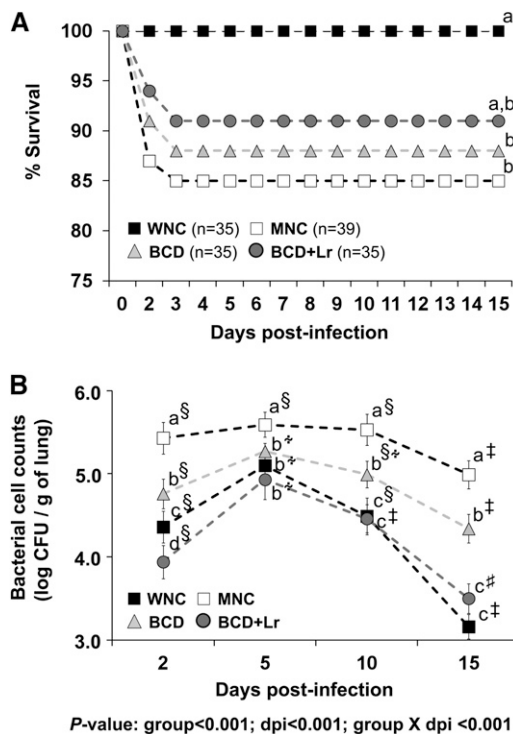 A
% Survival
100
95
90
85
80
75
a
a,b
b
b
WNC (n=35) MNC (n=39)
BCD (n=35) BCD+Lr (n=35)
0 2 3 4 5 6 7 8 9 10 11 12 13 14 15
Days post-infection
B
Bacterial cell counts
(log CFU / g of lung)
6.0
5.0
4.0
3.0
a§ a§ a§ a‡
b§ b b§ b‡
c§ b c§ c♯
d§ b c‡ c‡
WNC MNC
BCD BCD+Lr
2 5 10 15
Days post-infection
P-value: group<0.001; dpi<0.001; group X dpi <0.001